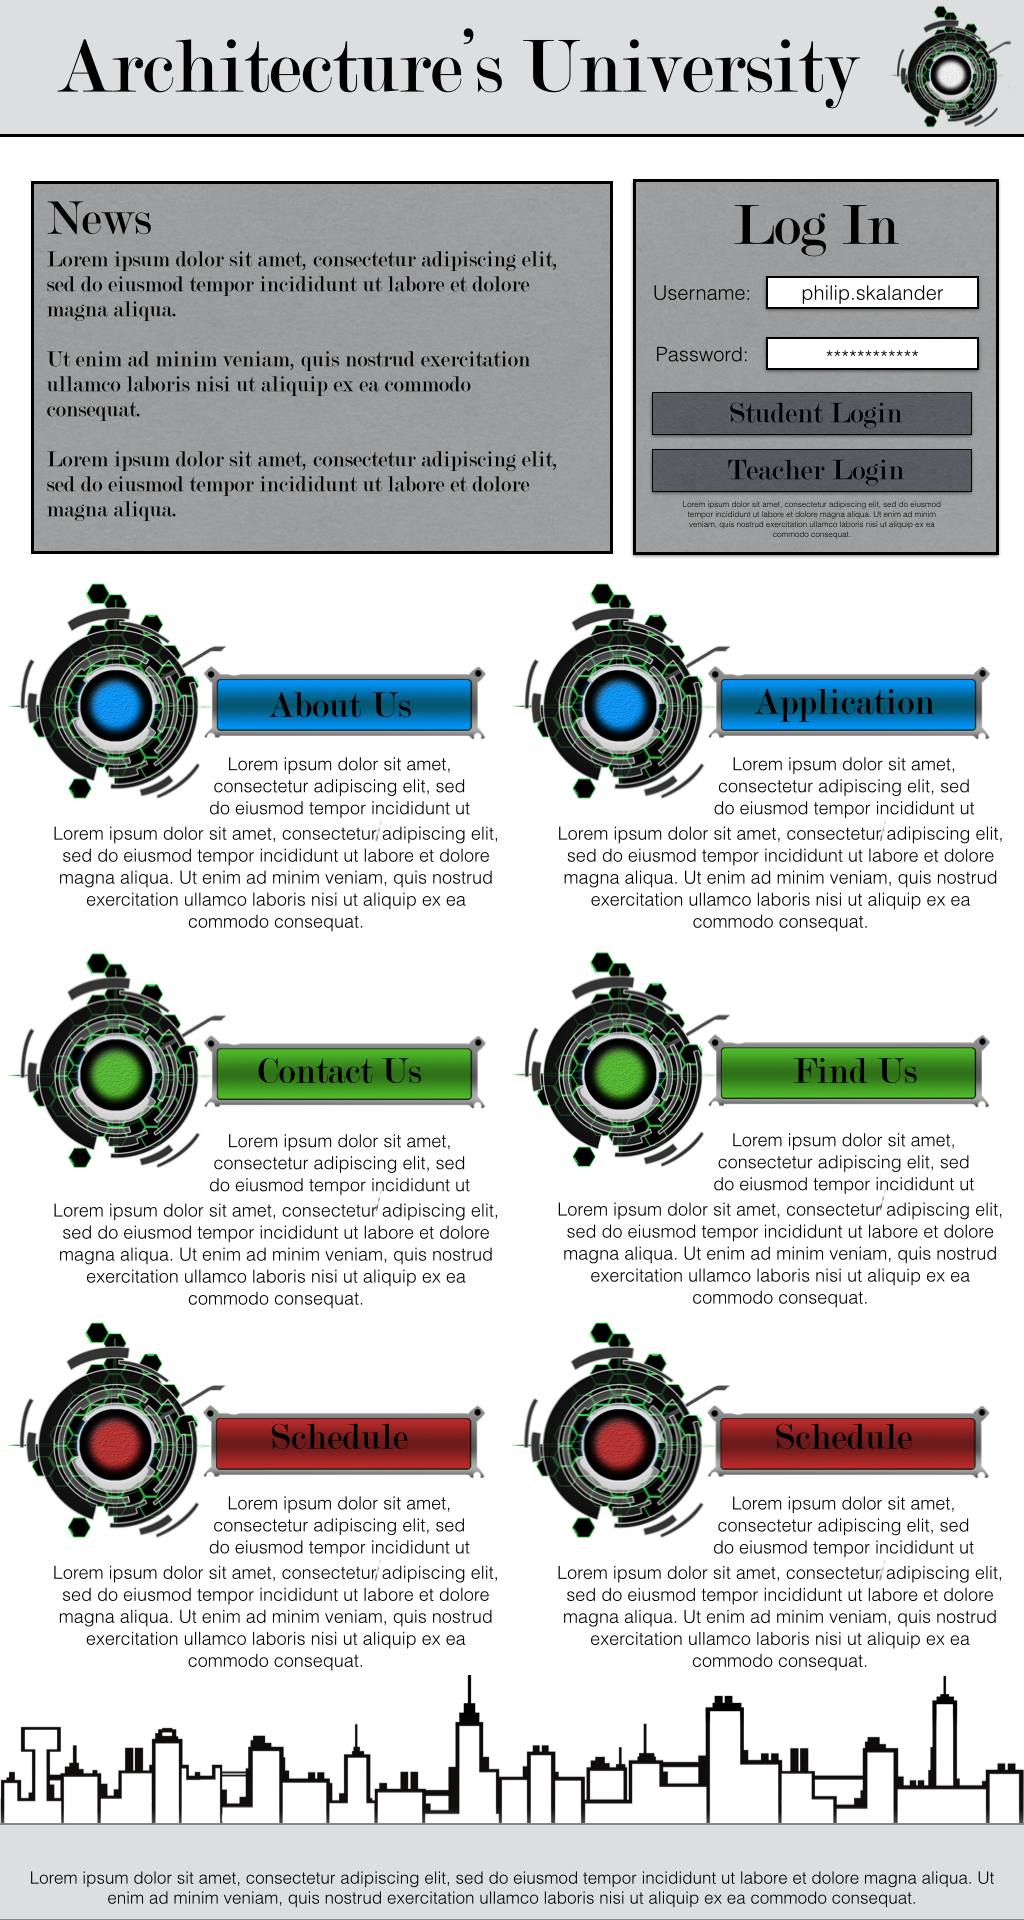 Architecture's University
News
Lorem ipsum dolor sit amet, consectetur adipiscing elit,
sed do eiusmod tempor incididunt ut labore et dolore
magna aliqua.
Ut enim ad minim veniam, quis nostrud exercitation
ullamco laboris nisi ut aliquip ex ea commodo
consequat.
Lorem ipsum dolor sit amet, consectetur adipiscing elit,
sed do eiusmod tempor incididunt ut labore et dolore
magna aliqua.
Log In
Username: philip.skalander
Password: ************
Student Login
Teacher Login
Lorem ipsum dolor sit amet, consectetur adipiscing elit, sed do eiusmod
tempor incididunt ut labore et dolore magna aliqua. Ut enim ad minim
veniam, quis nostrud exercitation ullamco laboris nisi ut aliquip ex ea
commodo consequat.
About Us
Lorem ipsum dolor sit amet,
consectetur adipiscing elit, sed
do eiusmod tempor incididunt ut
Lorem ipsum dolor sit amet, consectetur adipiscing elit,
sed do eiusmod tempor incididunt ut labore et dolore
magna aliqua. Ut enim ad minim veniam, quis nostrud
exercitation ullamco laboris nisi ut aliquip ex ea
commodo consequat.
Application
Lorem ipsum dolor sit amet,
consectetur adipiscing elit, sed
do eiusmod tempor incididunt ut
Lorem ipsum dolor sit amet, consectetur adipiscing elit,
sed do eiusmod tempor incididunt ut labore et dolore
magna aliqua. Ut enim ad minim veniam, quis nostrud
exercitation ullamco laboris nisi ut aliquip ex ea
commodo consequat.
Contact Us
Lorem ipsum dolor sit amet,
consectetur adipiscing elit, sed
do eiusmod tempor incididunt ut
Lorem ipsum dolor sit amet, consectetur adipiscing elit,
sed do eiusmod tempor incididunt ut labore et dolore
magna aliqua. Ut enim ad minim veniam, quis nostrud
exercitation ullamco laboris nisi ut aliquip ex ea
commodo consequat.
Find Us
Lorem ipsum dolor sit amet,
consectetur adipiscing elit, sed
do eiusmod tempor incididunt ut
Lorem ipsum dolor sit amet, consectetur adipiscing elit,
sed do eiusmod tempor incididunt ut labore et dolore
magna aliqua. Ut enim ad minim veniam, quis nostrud
exercitation ullamco laboris nisi ut aliquip ex ea
commodo consequat.
Schedule
Lorem ipsum dolor sit amet,
consectetur adipiscing elit, sed
do eiusmod tempor incididunt ut
Lorem ipsum dolor sit amet, consectetur adipiscing elit,
sed do eiusmod tempor incididunt ut labore et dolore
magna aliqua. Ut enim ad minim veniam, quis nostrud
exercitation ullamco laboris nisi ut aliquip ex ea
commodo consequat.
Schedule
Lorem ipsum dolor sit amet,
consectetur adipiscing elit, sed
do eiusmod tempor incididunt ut
Lorem ipsum dolor sit amet, consectetur adipiscing elit,
sed do eiusmod tempor incididunt ut labore et dolore
magna aliqua. Ut enim ad minim veniam, quis nostrud
exercitation ullamco laboris nisi ut aliquip ex ea
commodo consequat.
Lorem ipsum dolor sit amet, consectetur adipiscing elit, sed do eiusmod tempor incididunt ut labore et dolore magna aliqua. Ut
enim ad minim veniam, quis nostrud exercitation ullamco laboris nisi ut aliquip ex ea commodo consequat.